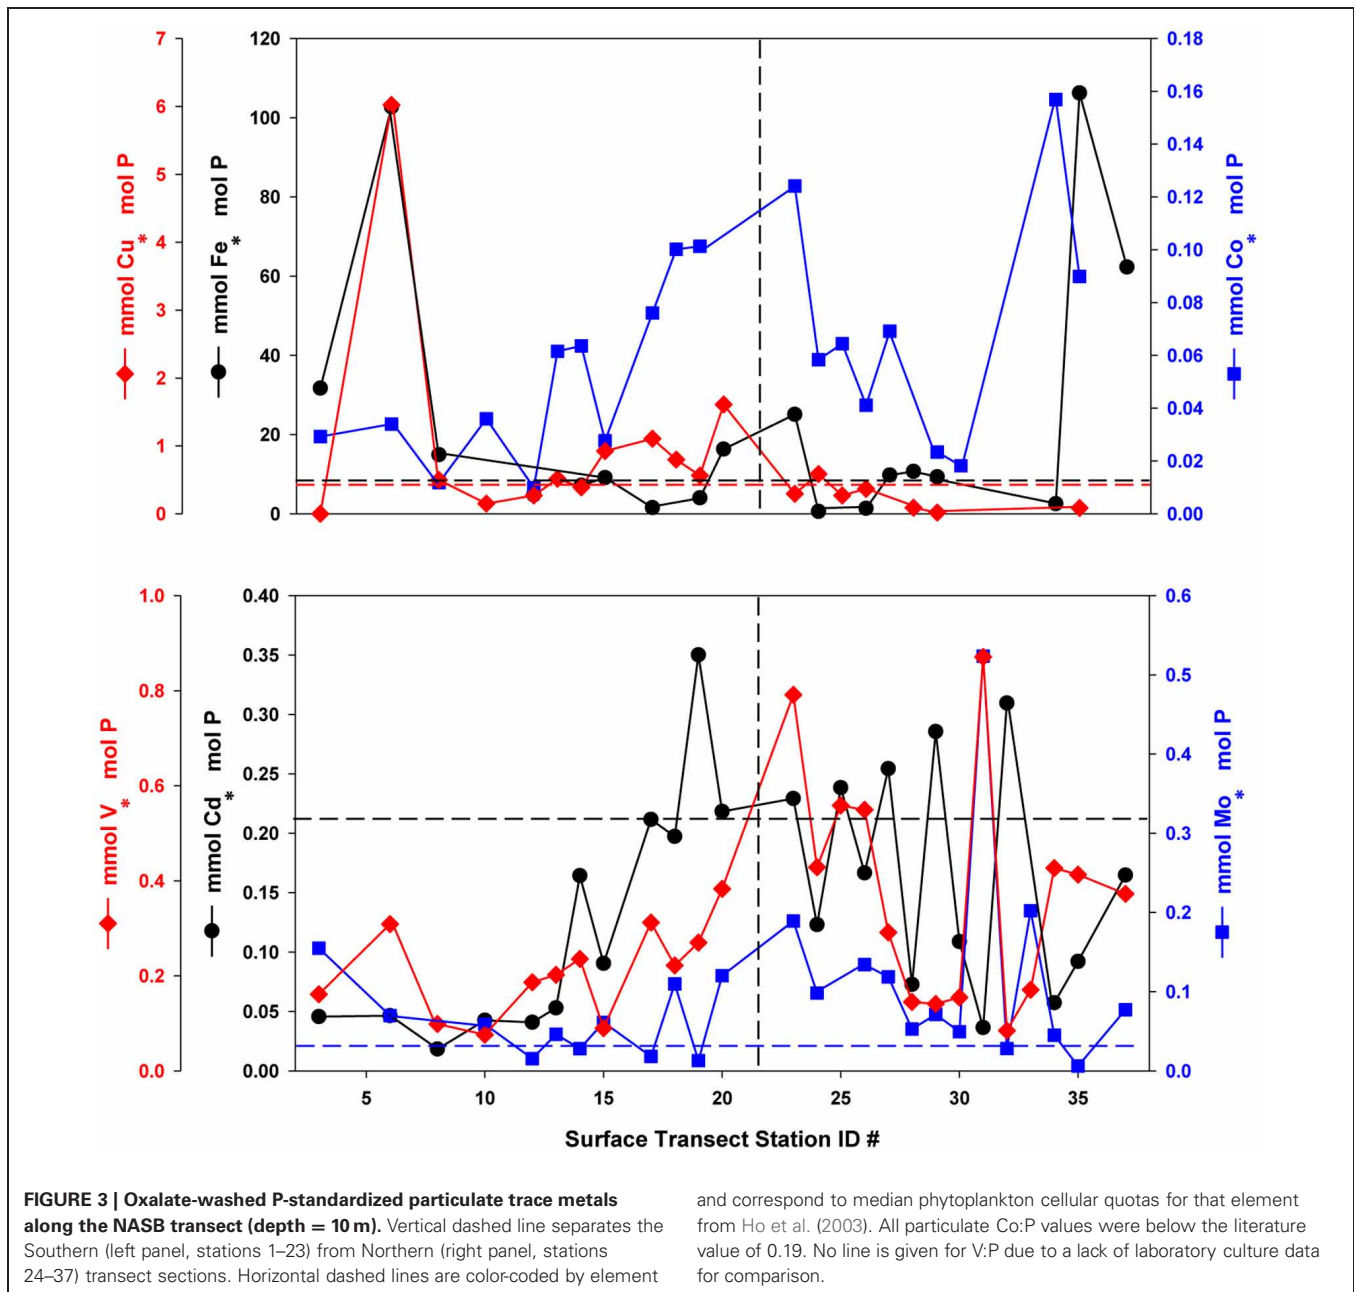 7
6
5
4
3
2
1
0
mmol Cu* mol P
120
100
80
60
40
20
0
mmol Fe* mol P
0.18
0.16
0.14
0.12
0.10
0.08
0.06
0.04
0.02
0.00
mmol Co* mol P
1.0
0.8
0.6
0.4
0.2
0.0
mmol V* mol P
0.40
0.35
0.30
0.25
0.20
0.15
0.10
0.05
0.00
mmol Cd* mol P
0.6
0.5
0.4
0.3
0.2
0.1
0.0
mmol Mo* mol P
5 10 15 20 25 30 35
Surface Transect Station ID #
FIGURE 3 | Oxalate-washed P-standardized particulate trace metals
along the NASB transect (depth = 10 m). Vertical dashed line separates the
Southern (left panel, stations 1–23) from Northern (right panel, stations
24–37) transect sections. Horizontal dashed lines are color-coded by element
and correspond to median phytoplankton cellular quotas for that element
from Ho et al. (2003). All particulate Co:P values were below the literature
value of 0.19. No line is given for V:P due to a lack of laboratory culture data
for comparison.